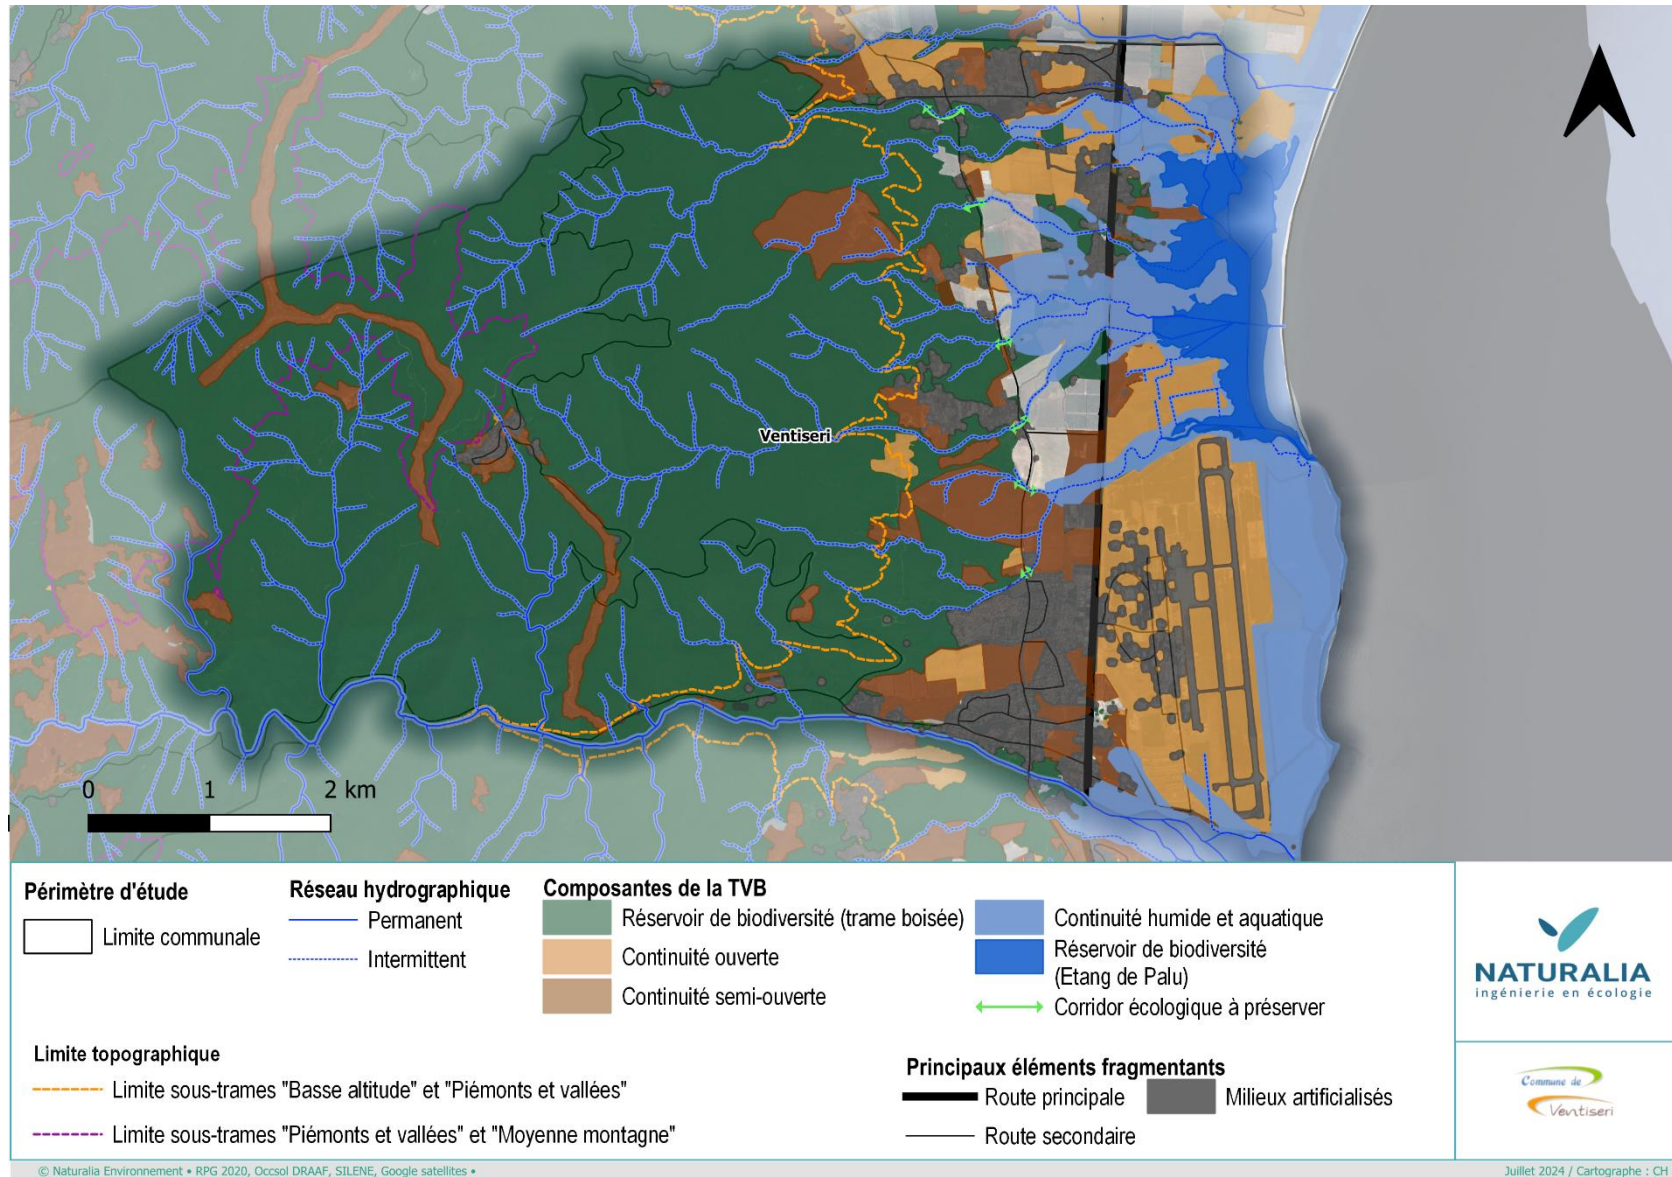 Ventiseri
0 1 2 km
Périmètre d'étude
Limite communale
Réseau hydrographique
Permanent
Intermittent
Composantes de la TVB
Réservoir de biodiversité (trame boisée)
Continuité ouverte
Continuité semi-ouverte
Continuité humide et aquatique
Réservoir de biodiversité
(Etang de Palu)
Corridor écologique à préserver
Limite topographique
Limite sous-trames "Basse altitude" et "Piémonts et vallées"
Limite sous-trames "Piémonts et vallées" et "Moyenne montagne"
Principaux éléments fragmentants
Route principale
Milieux artificialisés
Route secondaire
NATURALIA
ingénierie en écologie
Commune de
Ventiseri
© Naturalia Environnement • RPG 2020, Occsol DRAAF, SILENE, Google satellites •
Juillet 2024 / Cartographe : CH